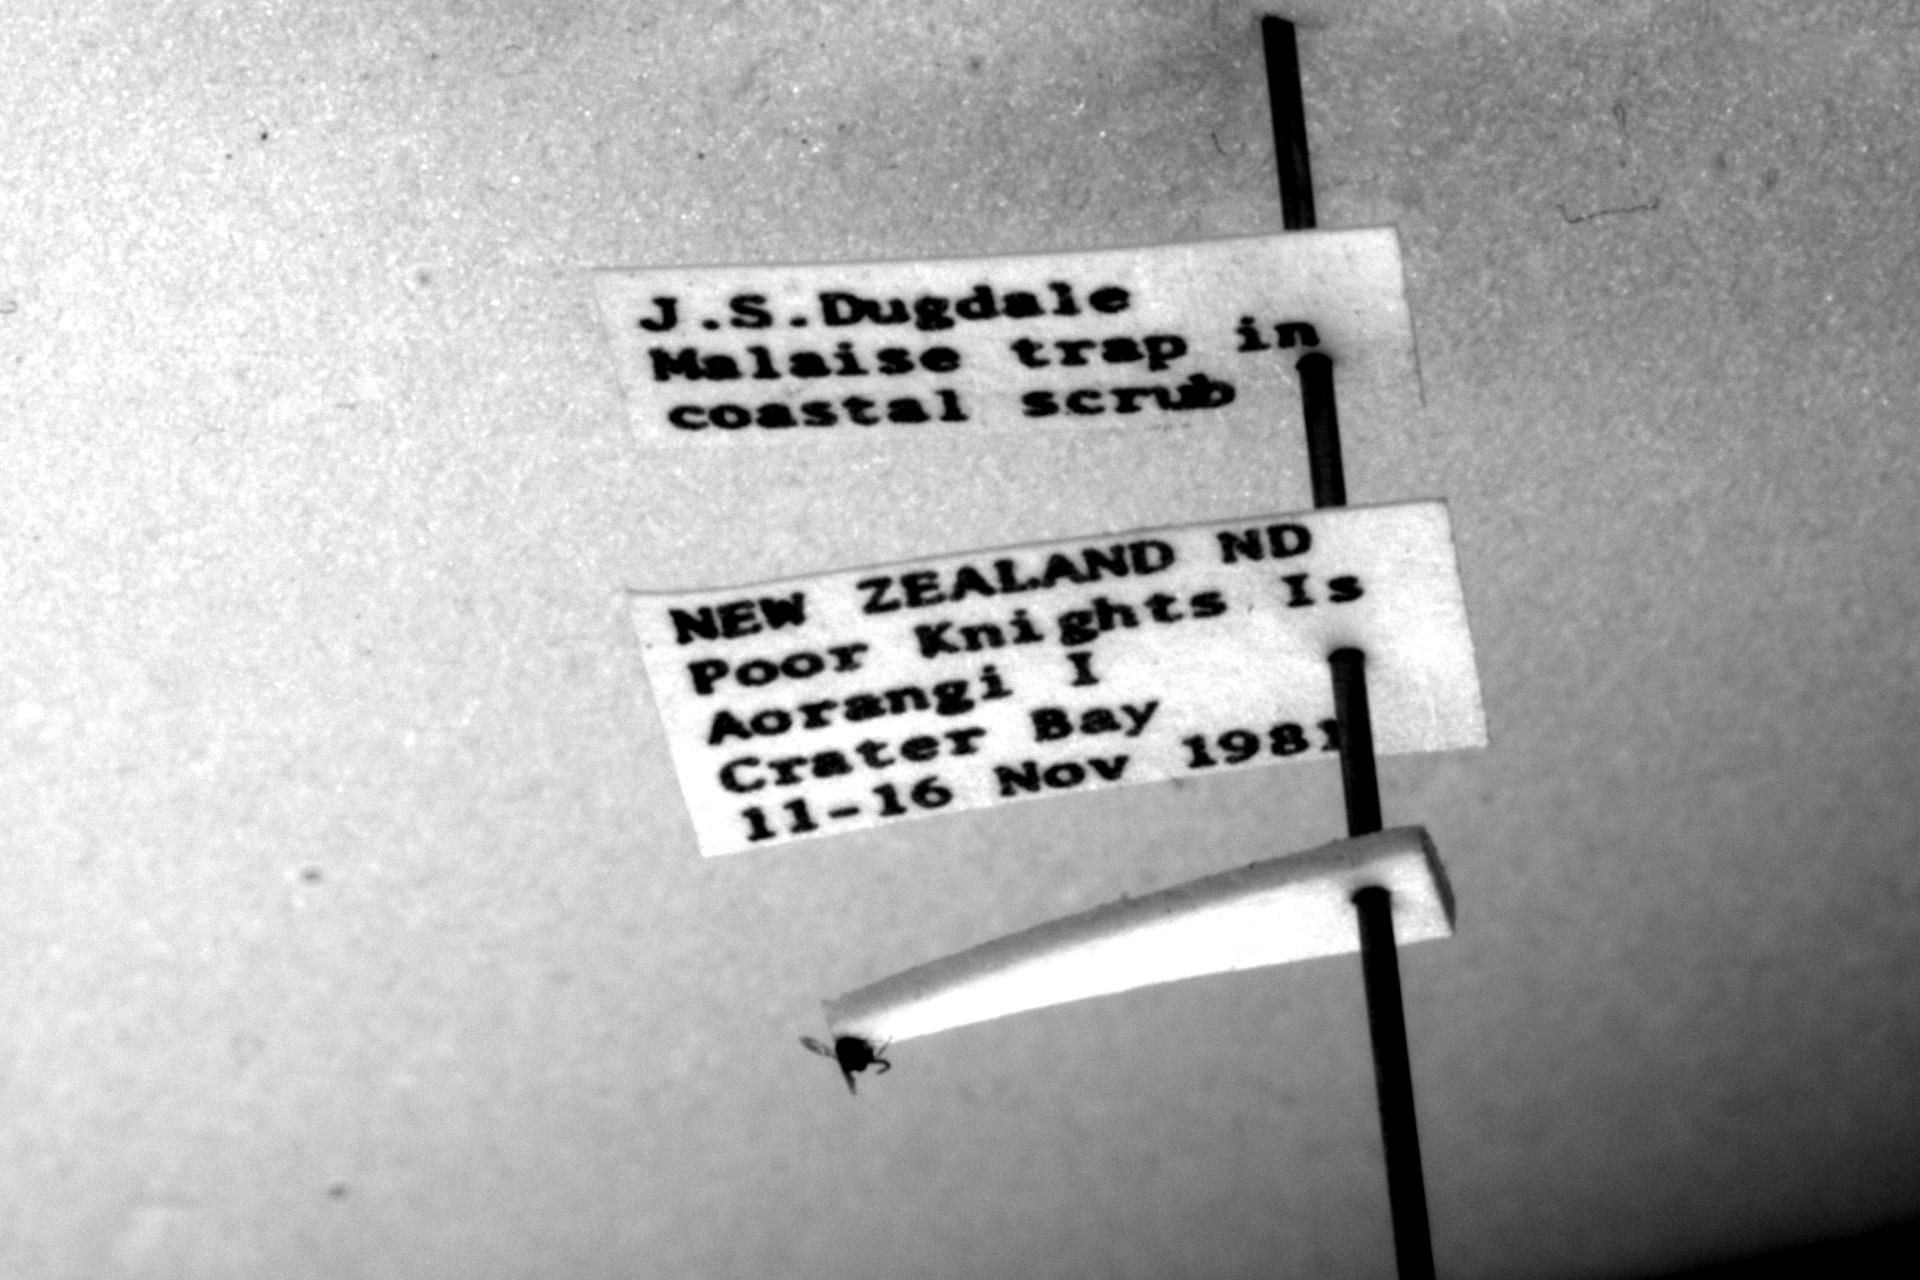 J.S.Dugdale
Malaise trap in
coastal scrub
NEW ZEALAND ND
Poor Knights Is
Aorangi I
Crater Bay
11-16 Nov 1981